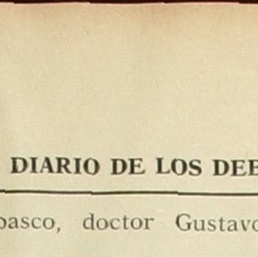 DIARIO DE LOS DEB
basco, doctor Gustavo